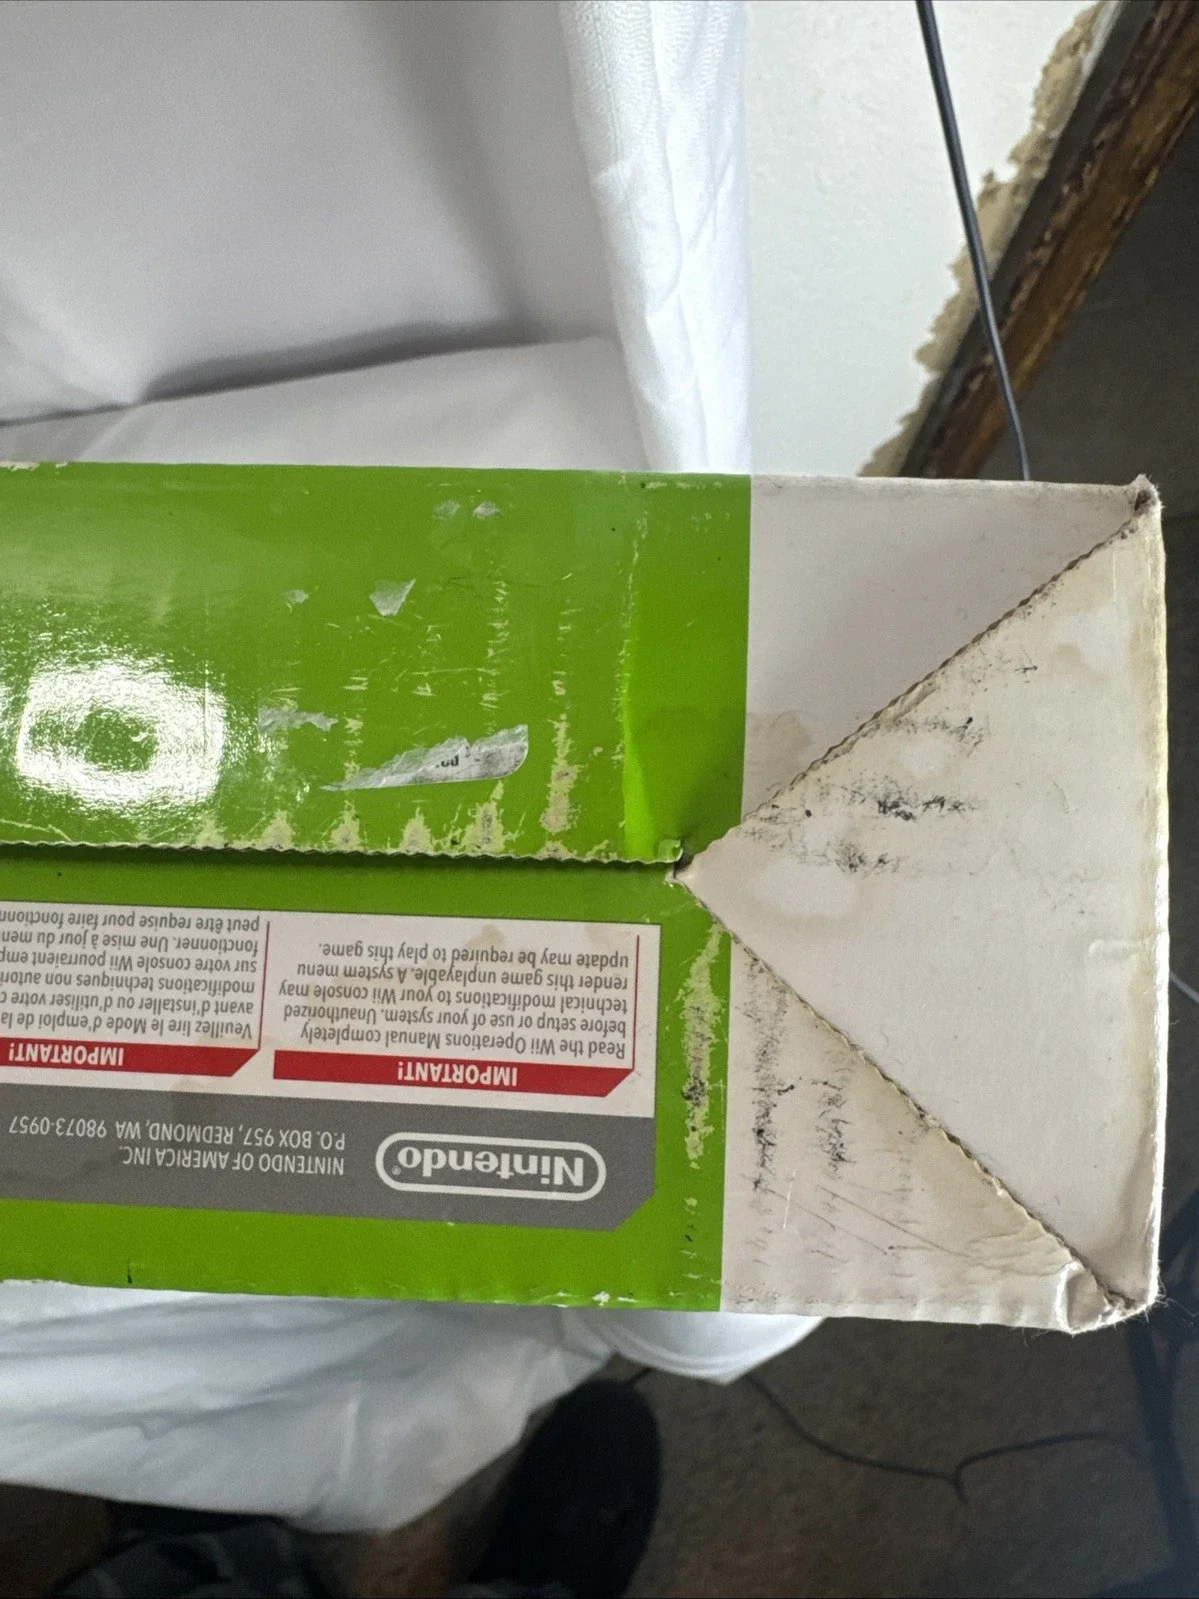 Nintendo®
NINTENDO OF AMERICA INC.
P.O. BOX 957, REDMOND, WA 98073-0957
IMPORTANT!
Read the Wii Operations Manual completely
before setup or use of your system. Unauthorized
technical modifications to your Wii console may
render this game unplayable. A system menu
update may be required to play this game.
IMPORTANT!
Veuillez lire le Mode d'emploi de la
avant d'installer ou d'utiliser votre c
modifications techniques non autori
sur votre console Wii pourraient emp
fonctionner. Une mise à jour du menu
peut être requise pour faire fonctionn